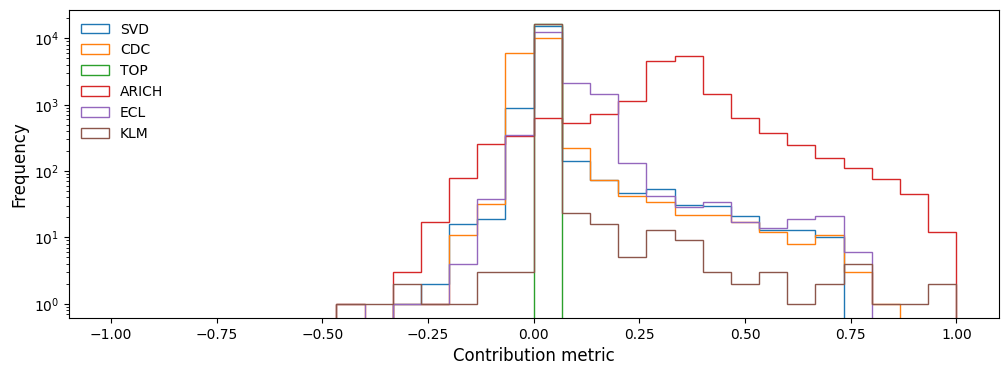 SVD
CDC
TOP
ARICH
ECL
KLM
Frequency
10⁴
10³
10²
10¹
10⁰
−1.00 −0.75 −0.50 −0.25 0.00 0.25 0.50 0.75 1.00
Contribution metric